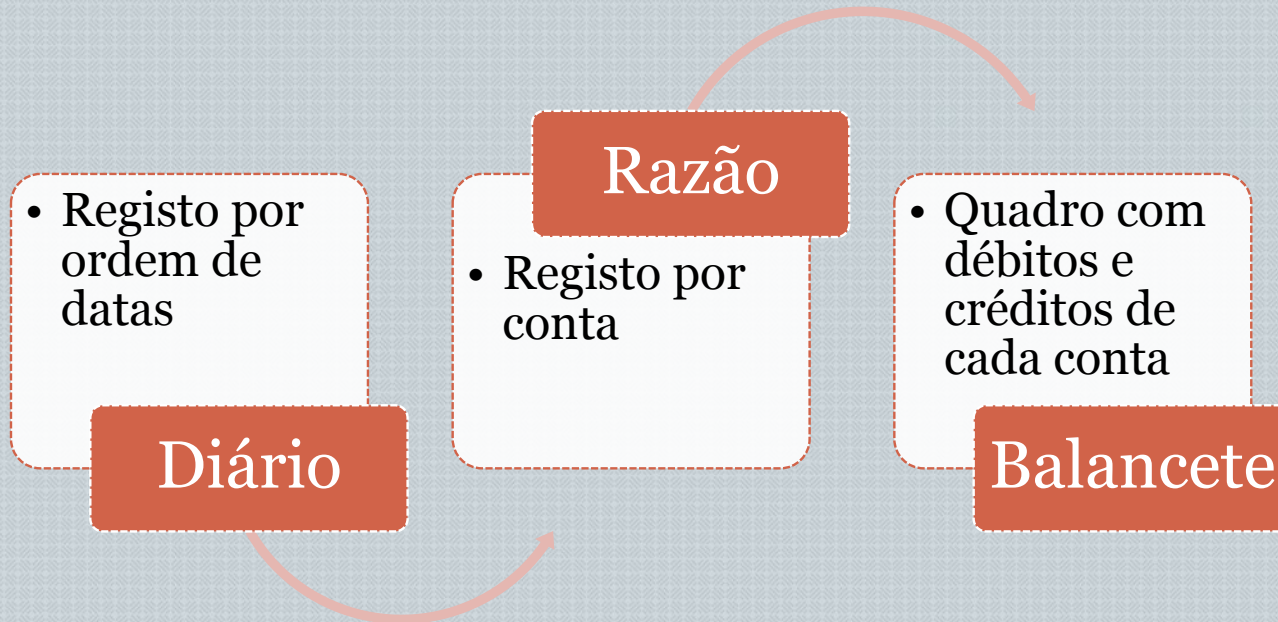 • Registo por
ordem de
datas
Diário
Razão
• Registo por
conta
• Quadro com
débitos e
créditos de
cada conta
Balancete